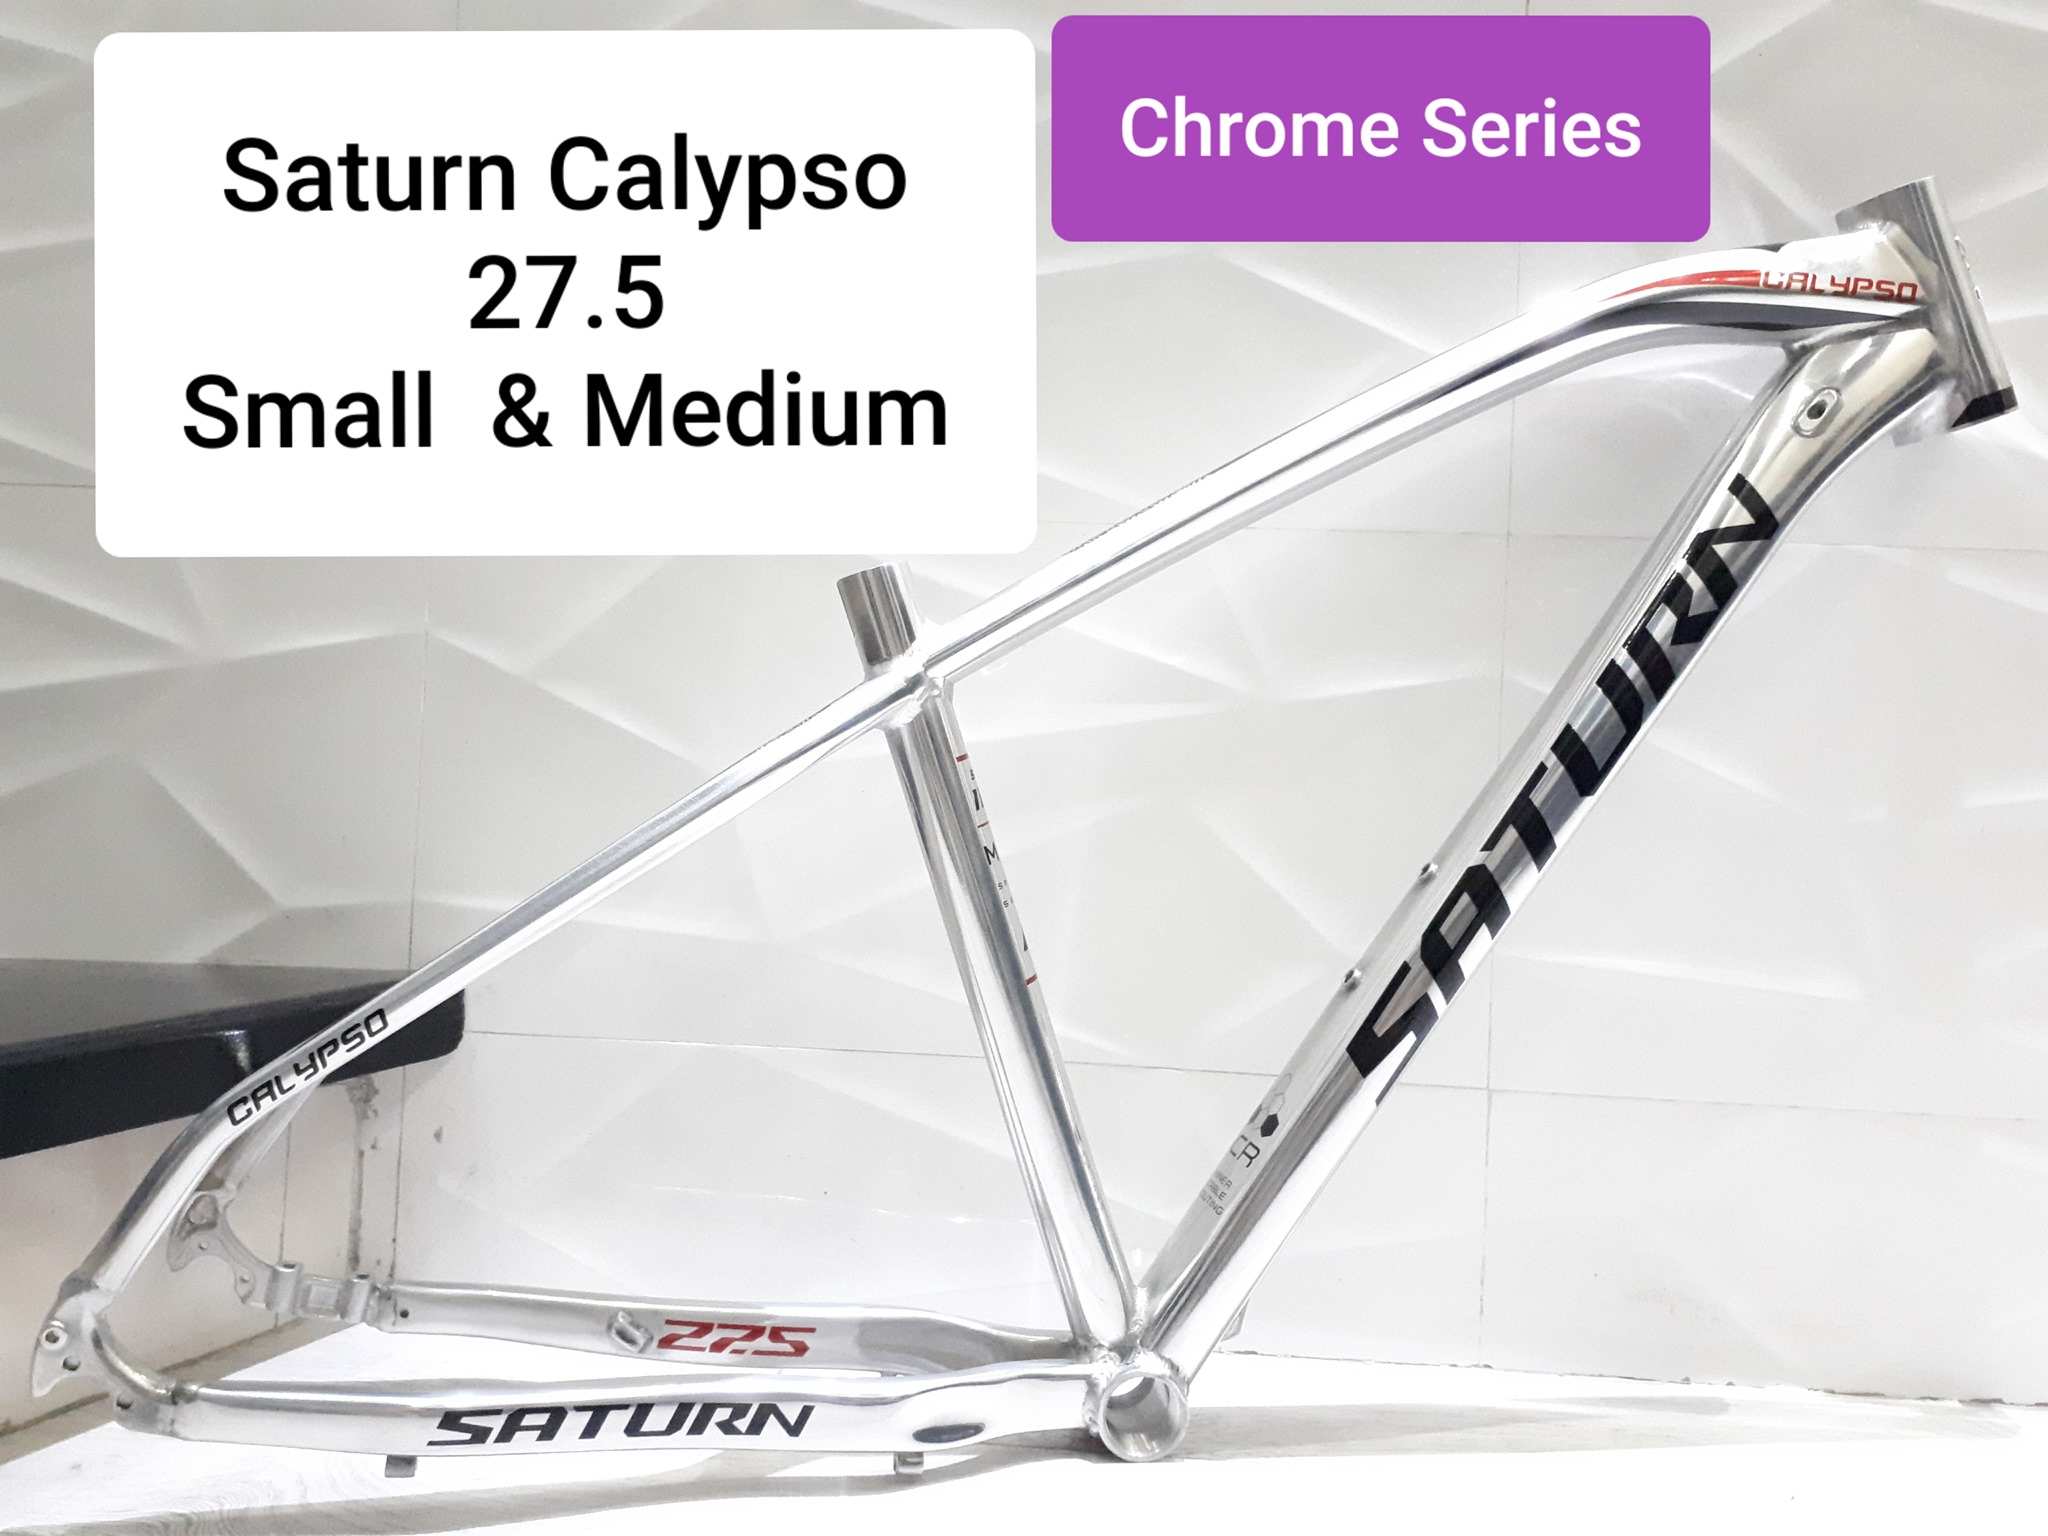 Saturn Calypso
27.5
Small & Medium
Chrome Series
CALYPSO
SATURN
CALYPSO
27.5
SATURN